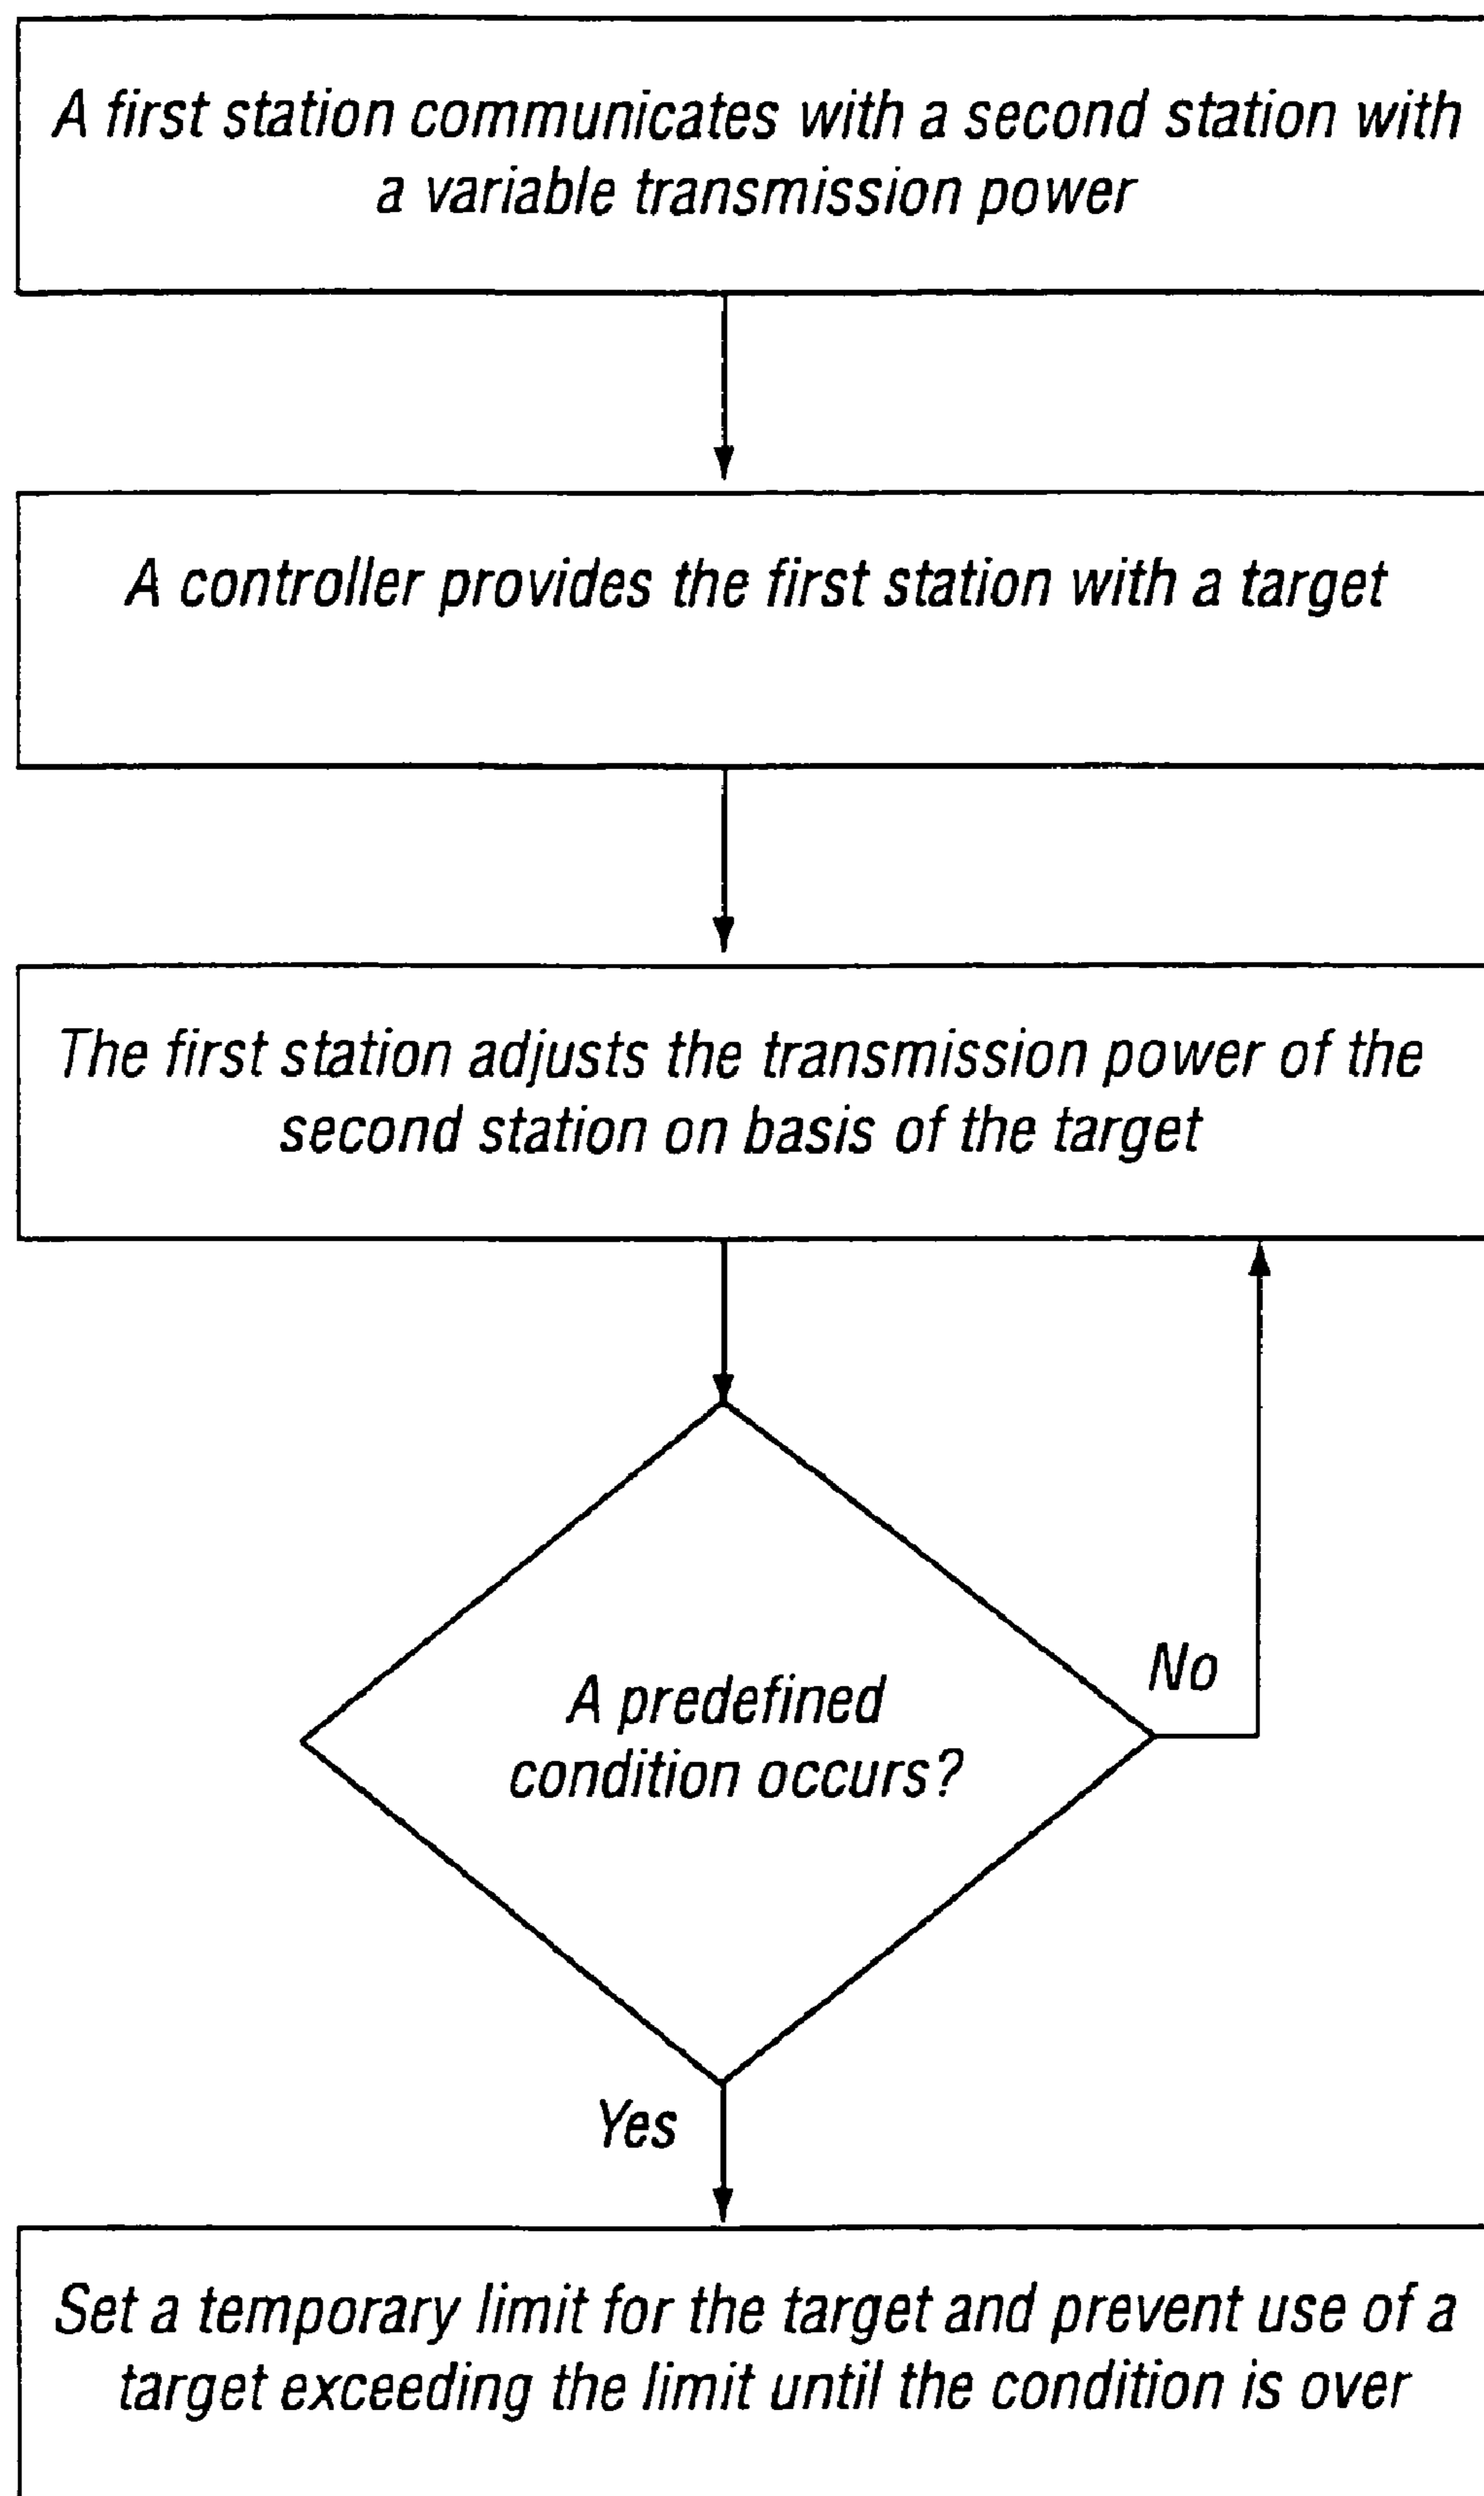 A first station communicates with a second station with
a variable transmission power
A controller provides the first station with a target
The first station adjusts the transmission power of the
second station on basis of the target
No
A predefined
condition occurs?
Yes
Set a temporary limit for the target and prevent use of a
target exceeding the limit until the condition is over